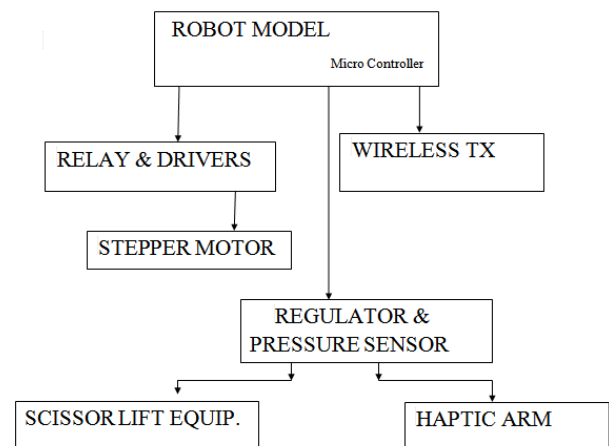 ROBOT MODEL
Micro Controller
RELAY & DRIVERS
WIRELESS TX
STEPPER MOTOR
REGULATOR &
PRESSURE SENSOR
SCISSOR LIFT EQUIP.
HAPTIC ARM